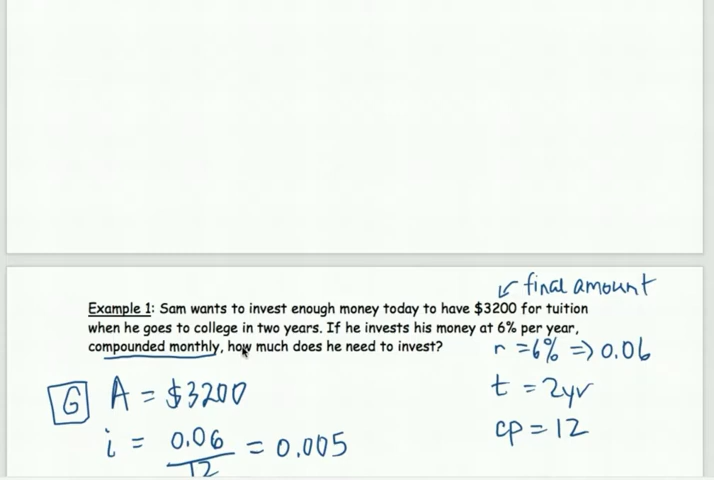 final amount
Example 1: Sam wants to invest enough money today to have $3200 for tuition
when he goes to college in two years. If he invests his money at 6% per year,
compounded monthly, how much does he need to invest?
r = 6% => 0.06
G A = $3200
t = 2yr
cp = 12
i = 0.06/12 = 0.005